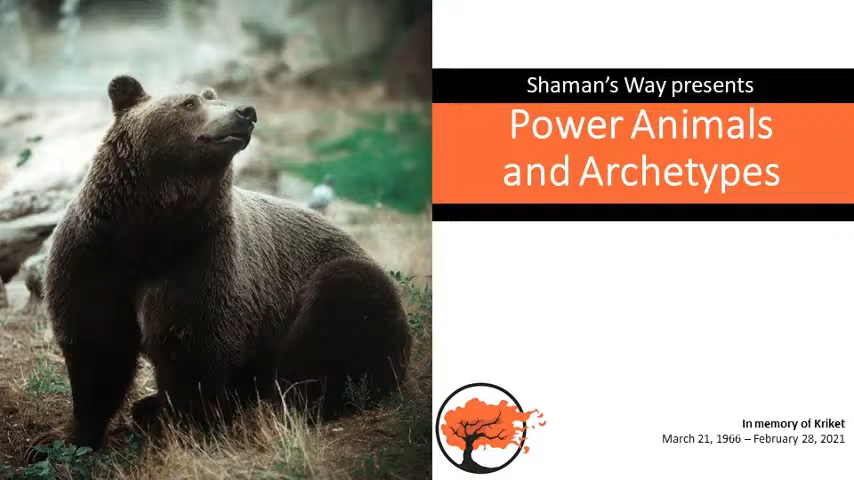 Shaman's Way presents
Power Animals
and Archetypes
In memory of Kriket
March 21, 1966 – February 28, 2021